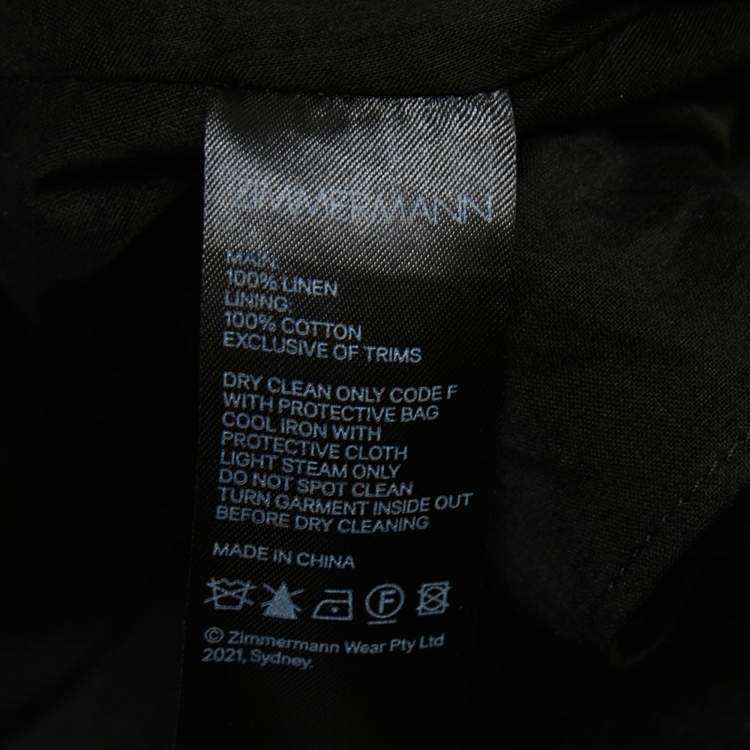 ZIMMERMANN
MAIN:
100% LINEN
LINING:
100% COTTON
EXCLUSIVE OF TRIMS
DRY CLEAN ONLY CODE F
WITH PROTECTIVE BAG
COOL IRON WITH
PROTECTIVE CLOTH
LIGHT STEAM ONLY
DO NOT SPOT CLEAN
TURN GARMENT INSIDE OUT
BEFORE DRY CLEANING
MADE IN CHINA
F
© Zimmermann Wear Pty Ltd
2021, Sydney.